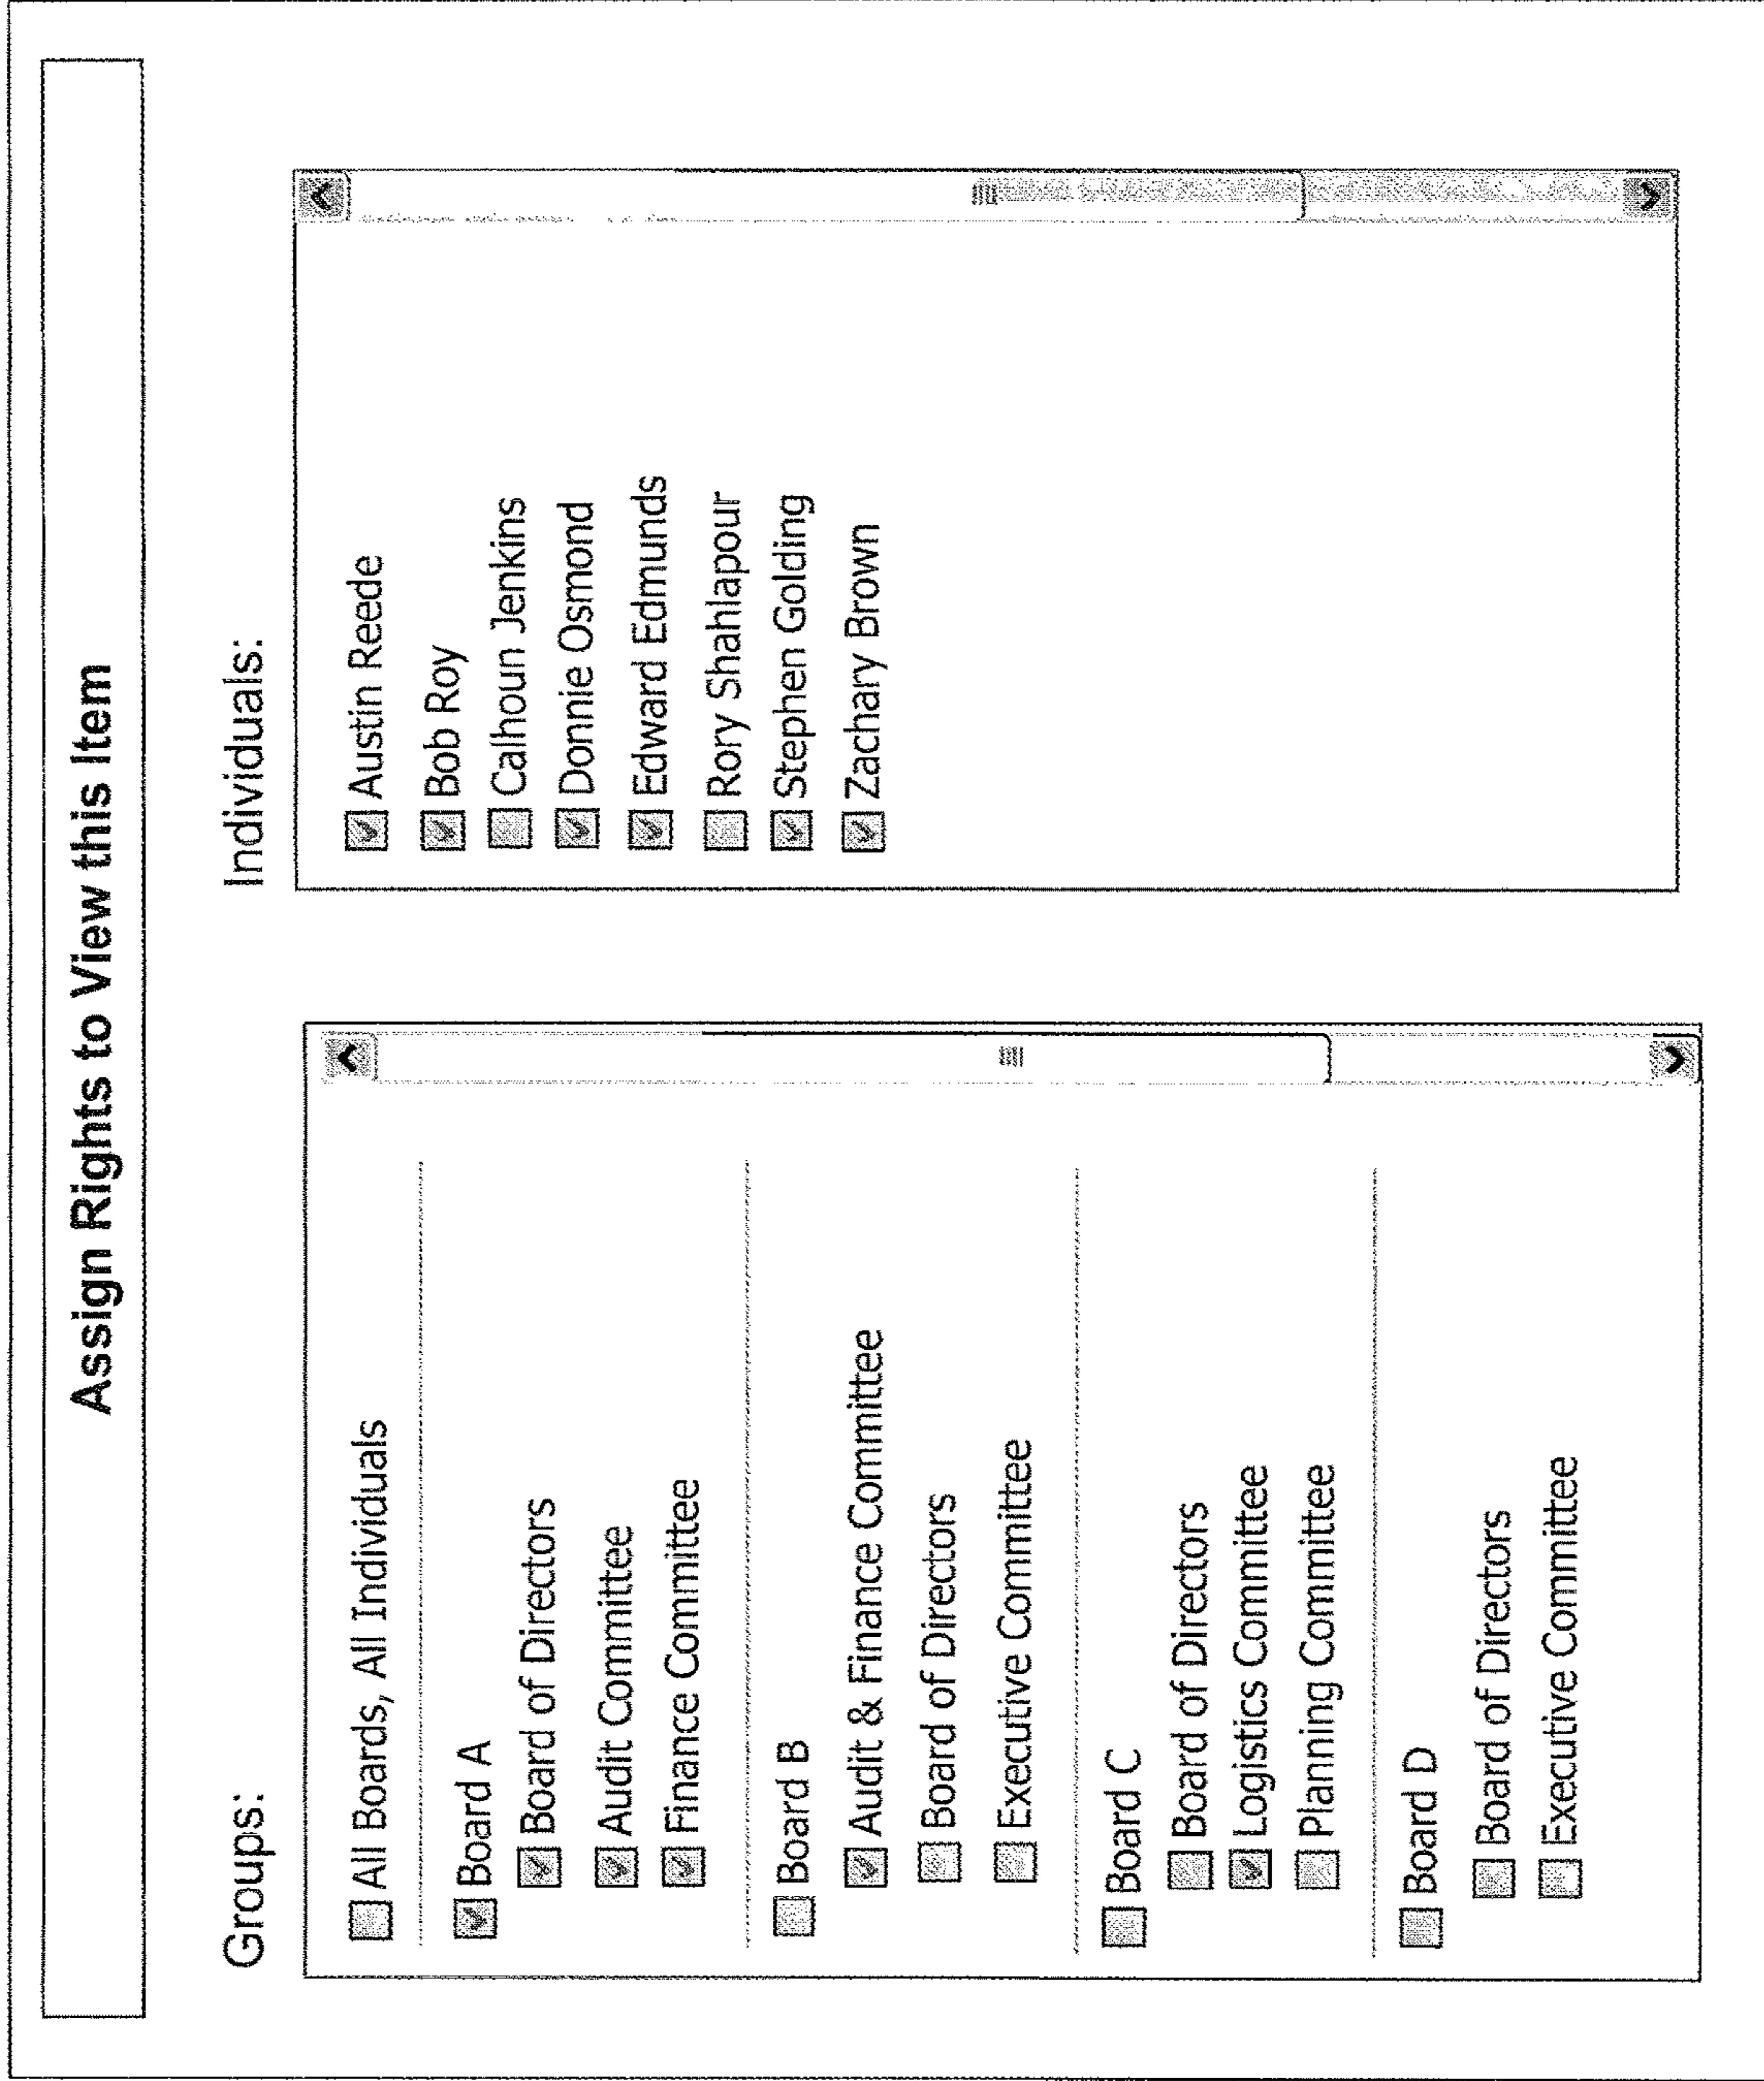 Assign Rights to View this Item
Groups:
All Boards, All Individuals
Board A
Board of Directors
Audit Committee
Finance Committee
Board B
Audit & Finance Committee
Board of Directors
Executive Committee
Board C
Board of Directors
Logistics Committee
Planning Committee
Board D
Board of Directors
Executive Committee
Individuals:
Austin Reede
Bob Roy
Calhoun Jenkins
Donnie Osmond
Edward Edmunds
Rory Shahlapour
Stephen Golding
Zachary Brown